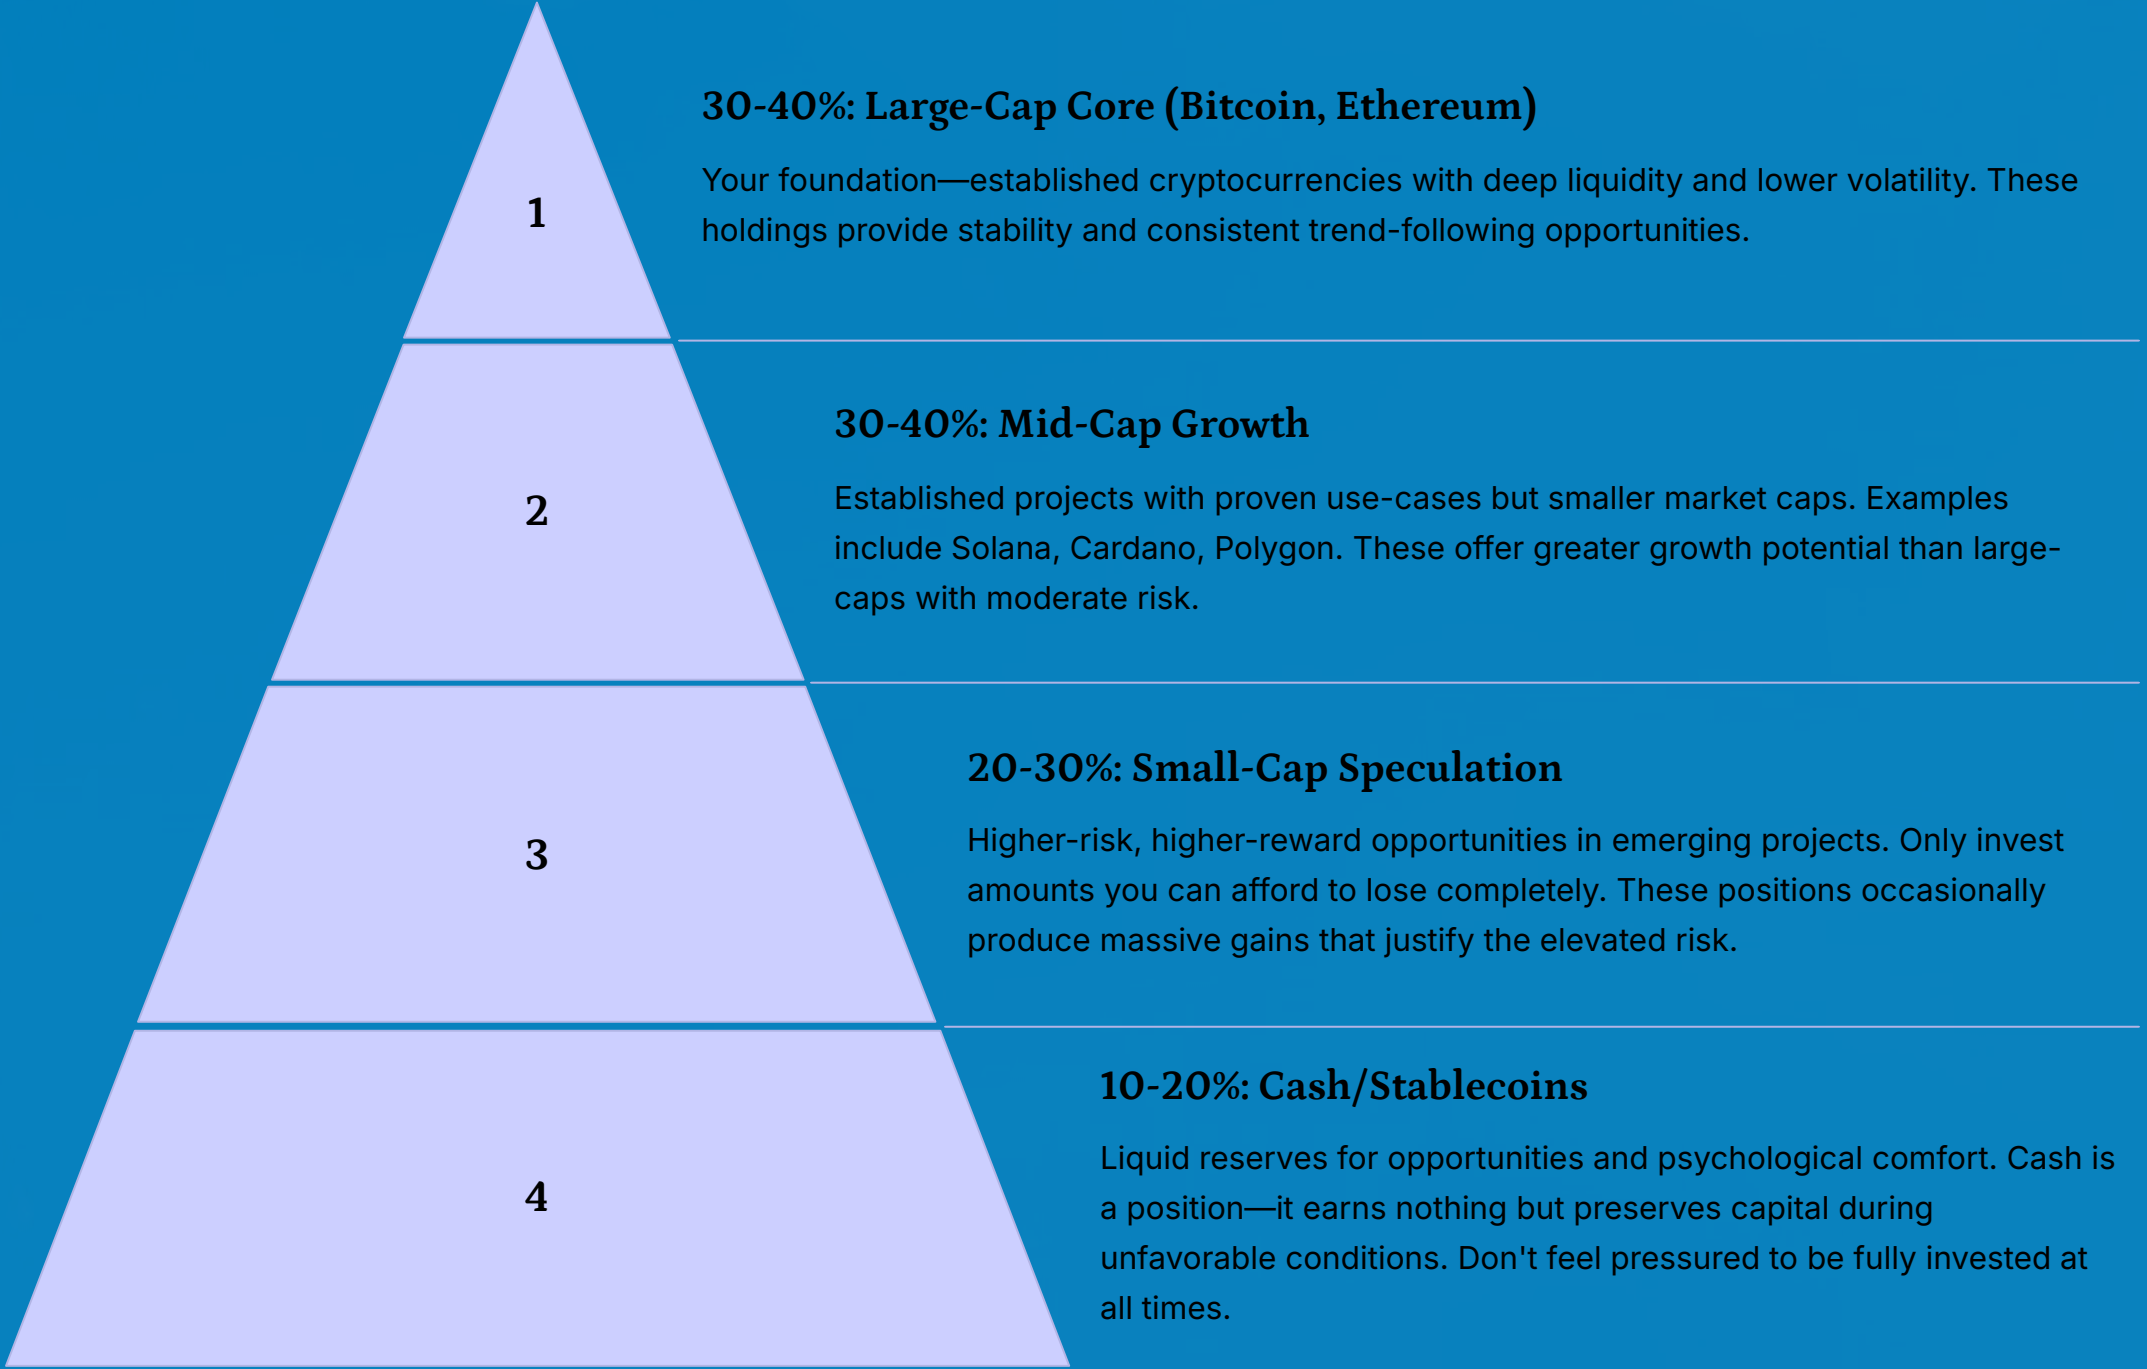 1
30-40%: Large-Cap Core (Bitcoin, Ethereum)
Your foundation—established cryptocurrencies with deep liquidity and lower volatility. These
holdings provide stability and consistent trend-following opportunities.
2
30-40%: Mid-Cap Growth
Established projects with proven use-cases but smaller market caps. Examples
include Solana, Cardano, Polygon. These offer greater growth potential than large-
caps with moderate risk.
3
20-30%: Small-Cap Speculation
Higher-risk, higher-reward opportunities in emerging projects. Only invest
amounts you can afford to lose completely. These positions occasionally
produce massive gains that justify the elevated risk.
4
10-20%: Cash/Stablecoins
Liquid reserves for opportunities and psychological comfort. Cash is
a position—it earns nothing but preserves capital during
unfavorable conditions. Don't feel pressured to be fully invested at
all times.